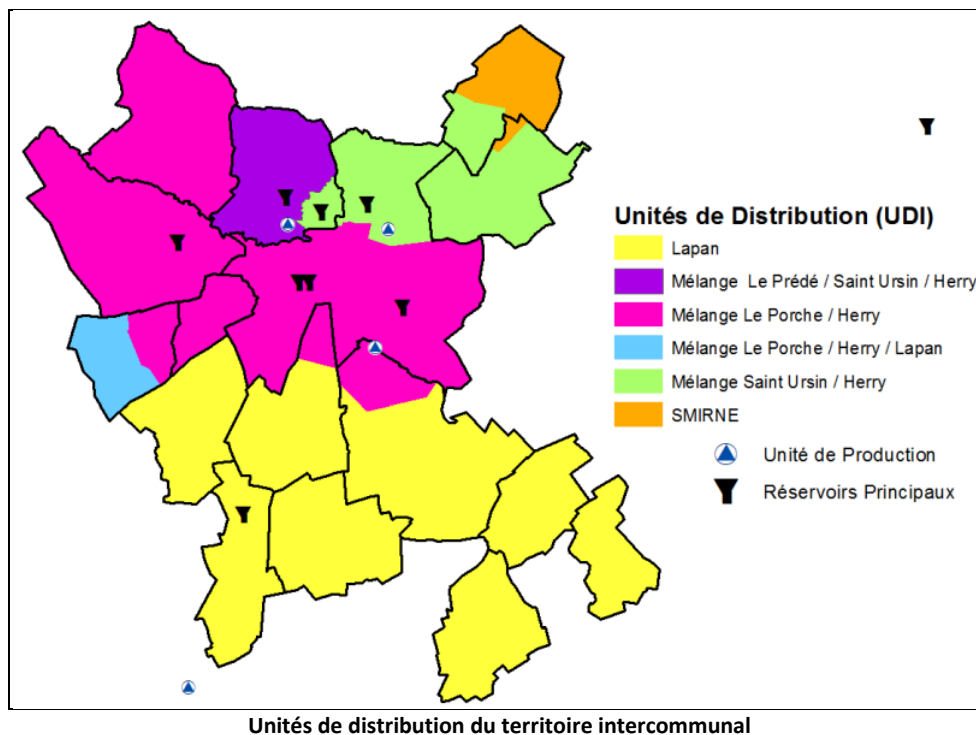 Unités de Distribution (UDI)
Lapan
Mélange Le Prédé / Saint Ursin / Herry
Mélange Le Porche / Herry
Mélange Le Porche / Herry / Lapan
Mélange Saint Ursin / Herry
SMIRNE
Unité de Production
Réservoirs Principaux
Unités de distribution du territoire intercommunal